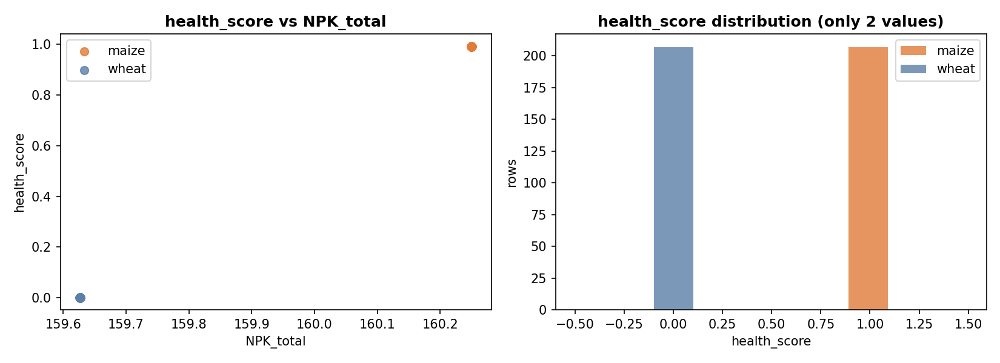 health_score vs NPK_total
maize
wheat
1.0
0.8
0.6
0.4
0.2
0.0
health_score
159.6 159.7 159.8 159.9 160.0 160.1 160.2
NPK_total
health_score distribution (only 2 values)
maize
wheat
200
175
150
125
100
75
50
25
0
rows
−0.50 −0.25 0.00 0.25 0.50 0.75 1.00 1.25 1.50
health_score